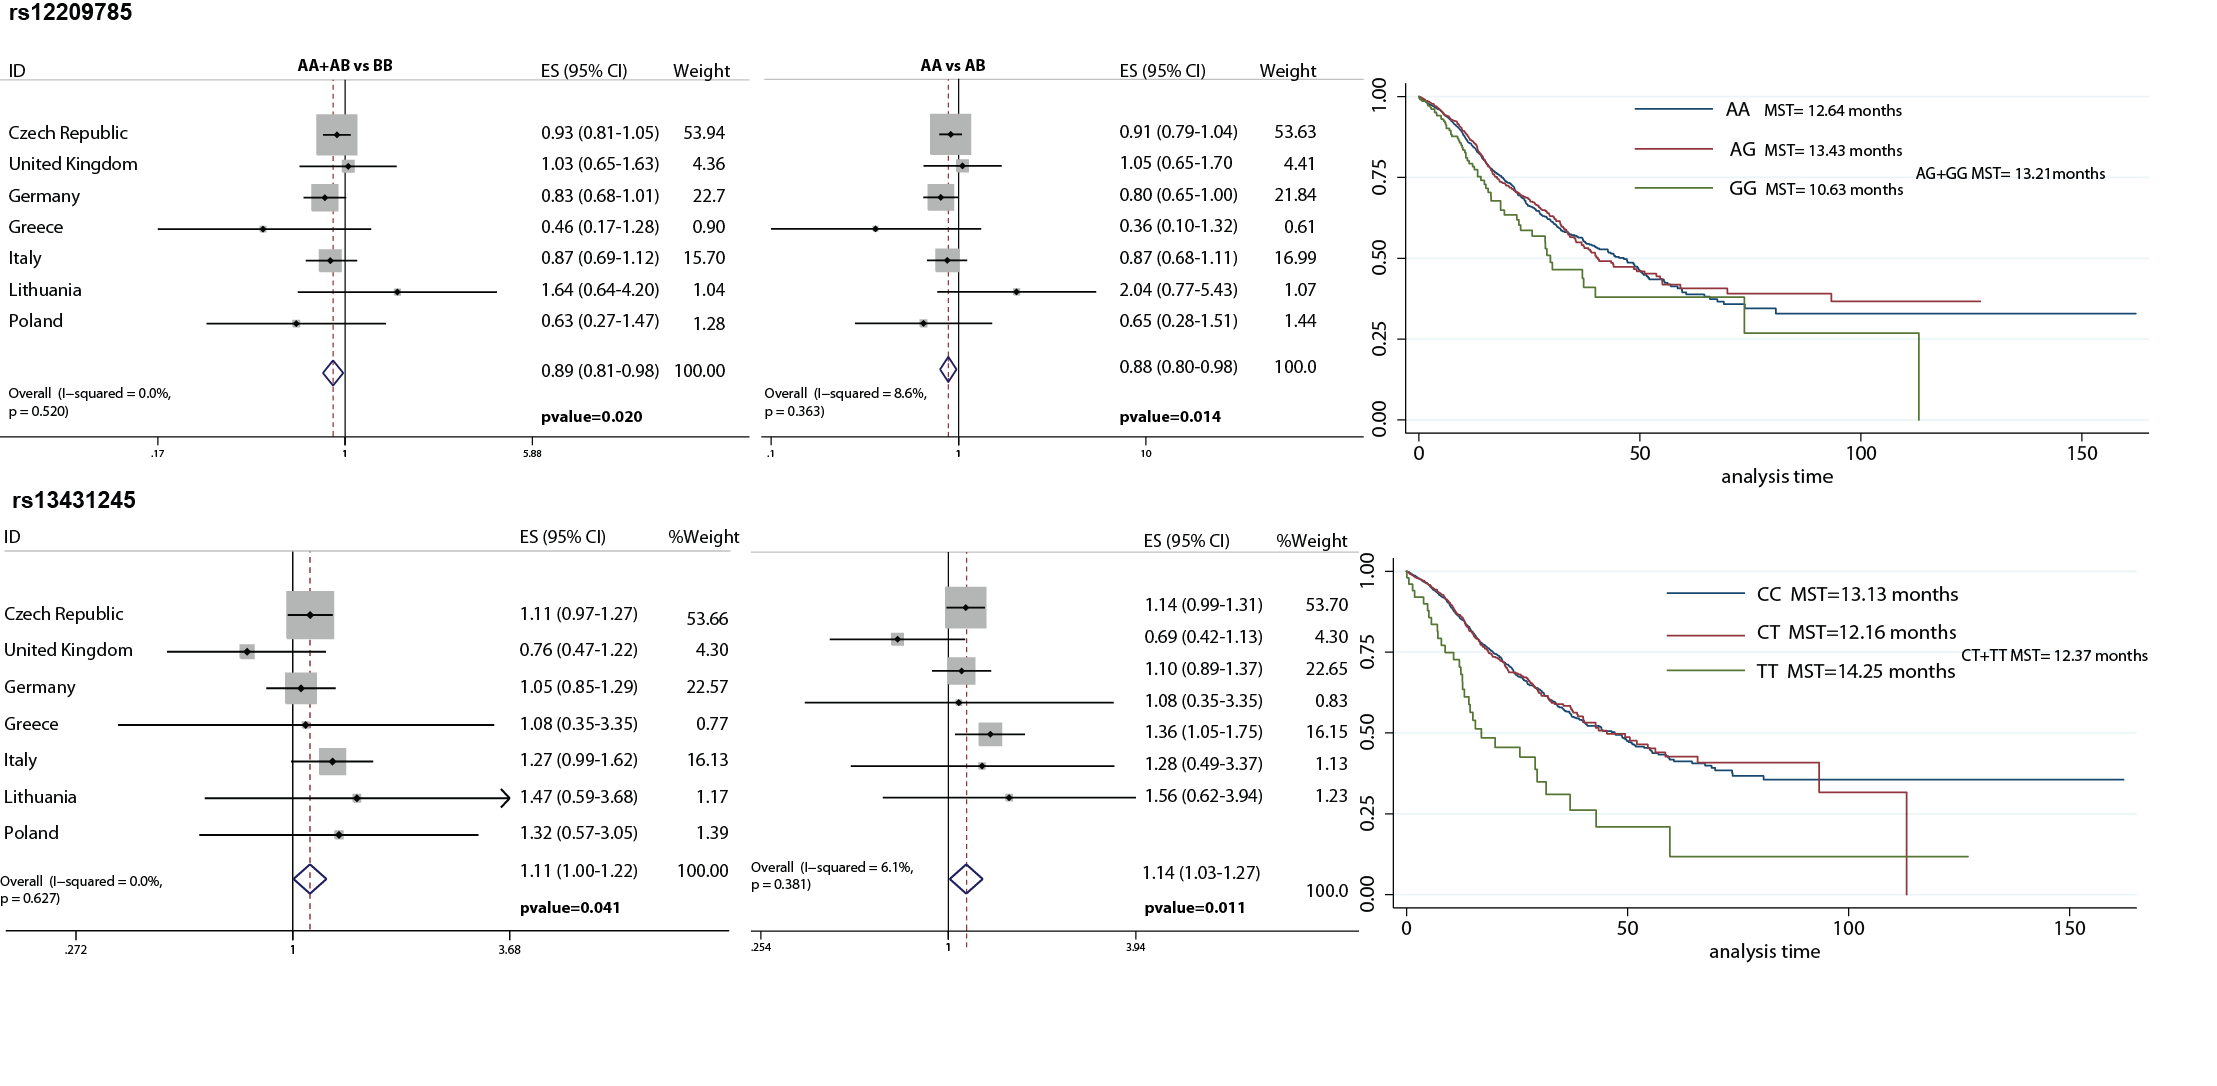 rs12209785
ID AA+AB vs BB ES (95% CI) Weight
Czech Republic 0.93 (0.81-1.05) 53.94
United Kingdom 1.03 (0.65-1.63) 4.36
Germany 0.83 (0.68-1.01) 22.7
Greece 0.46 (0.17-1.28) 0.90
Italy 0.87 (0.69-1.12) 15.70
Lithuania 1.64 (0.64-4.20) 1.04
Poland 0.63 (0.27-1.47) 1.28
0.89 (0.81-0.98) 100.00
Overall (I−squared = 0.0%,
p = 0.520)
pvalue=0.020
.17 1 5.88
AA vs AB ES (95% CI) Weight
0.91 (0.79-1.04) 53.63
1.05 (0.65-1.70 4.41
0.80 (0.65-1.00) 21.84
0.36 (0.10-1.32) 0.61
0.87 (0.68-1.11) 16.99
2.04 (0.77-5.43) 1.07
0.65 (0.28-1.51) 1.44
0.88 (0.80-0.98) 100.0
Overall (I−squared = 8.6%,
p = 0.363)
pvalue=0.014
.1 1 10
1.00
0.75
0.50
0.25
0.00
AA MST= 12.64 months
AG MST= 13.43 months
AG+GG MST= 13.21months
GG MST= 10.63 months
0 50 100 150
analysis time
rs13431245
ID ES (95% CI) %Weight
Czech Republic 1.11 (0.97-1.27) 53.66
United Kingdom 0.76 (0.47-1.22) 4.30
Germany 1.05 (0.85-1.29) 22.57
Greece 1.08 (0.35-3.35) 0.77
Italy 1.27 (0.99-1.62) 16.13
Lithuania 1.47 (0.59-3.68) 1.17
Poland 1.32 (0.57-3.05) 1.39
1.11 (1.00-1.22) 100.00
Overall (I−squared = 0.0%,
p = 0.627)
pvalue=0.041
.272 1 3.68
ES (95% CI) %Weight
1.14 (0.99-1.31) 53.70
0.69 (0.42-1.13) 4.30
1.10 (0.89-1.37) 22.65
1.08 (0.35-3.35) 0.83
1.36 (1.05-1.75) 16.15
1.28 (0.49-3.37) 1.13
1.56 (0.62-3.94) 1.23
Overall (I−squared = 6.1%,
p = 0.381)
1.14 (1.03-1.27)
100.0
pvalue=0.011
.254 1 3.94
1.00
0.75
0.50
0.25
0.00
CC MST=13.13 months
CT MST=12.16 months
CT+TT MST= 12.37 months
TT MST=14.25 months
0 50 100 150
analysis time